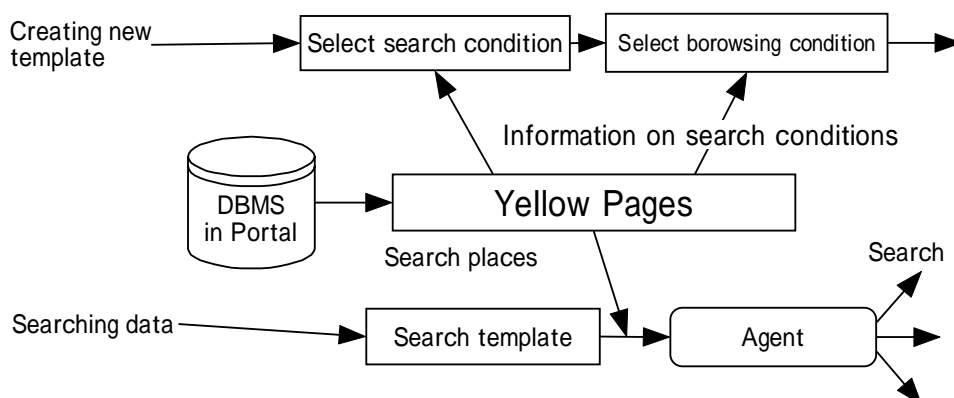 Creating new
template
Select search condition
Select borowsing condition
Information on search conditions
DBMS
in Portal
Yellow Pages
Search places
Search
Searching data
Search template
Agent